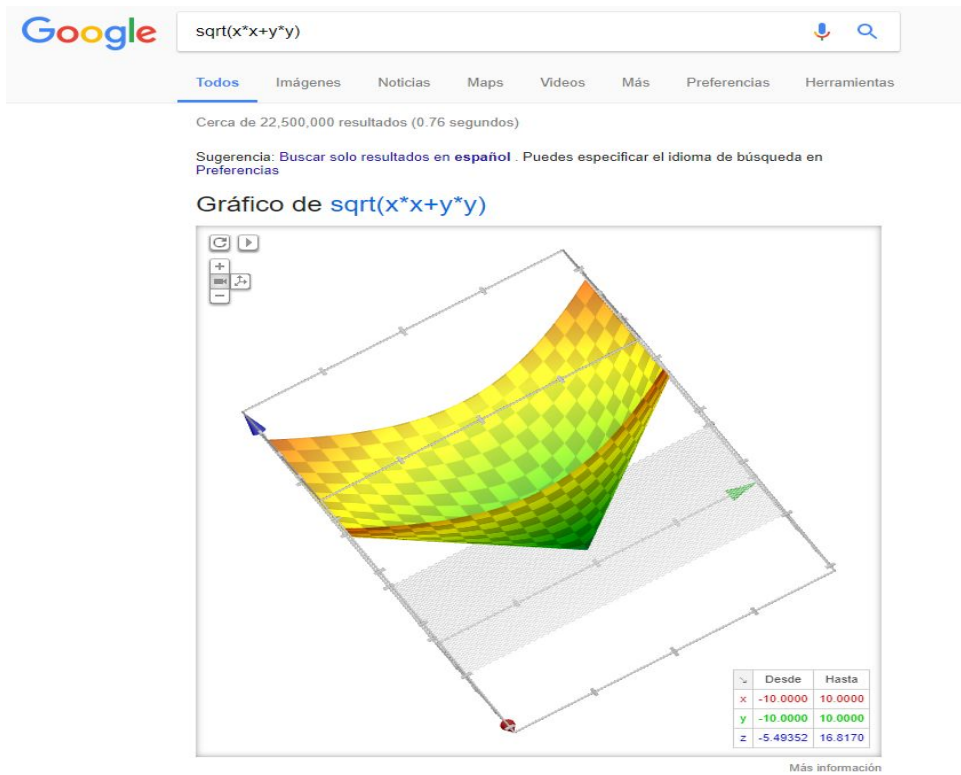 Google
sqrt(x*x+y*y)
Todos Imágenes Noticias Maps Videos Más Preferencias Herramientas
Cerca de 22,500,000 resultados (0.76 segundos)
Sugerencia: Buscar solo resultados en español . Puedes especificar el idioma de búsqueda en
Preferencias
Gráfico de sqrt(x*x+y*y)
Desde Hasta
x -10.0000 10.0000
y -10.0000 10.0000
z -5.49352 16.8170
Más información